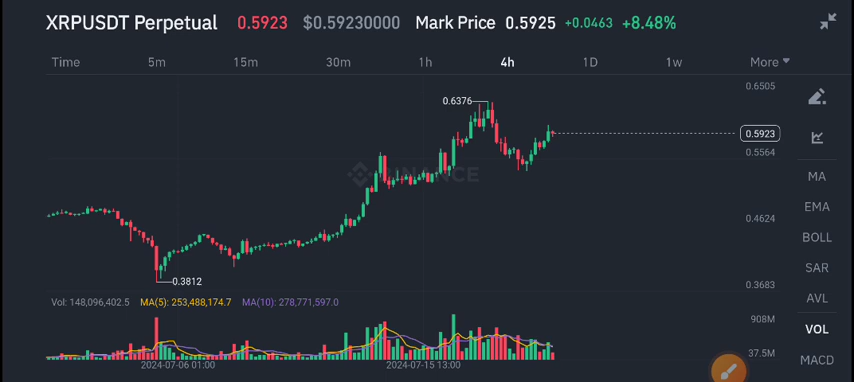 XRPUSDT Perpetual 0.5923 $0.59230000 Mark Price 0.5925 +0.0463 +8.48%
Time 5m 15m 30m 1h 4h 1D 1w More
0.6505
0.6376
0.5923
0.5564
BINANCE
MA
EMA
0.4624
BOLL
SAR
0.3812
0.3683
AVL
Vol: 148,096,402.5 MA(5): 253,488,174.7 MA(10): 278,771,597.0
908M
VOL
37.5M
MACD
2024-07-06 01:00 2024-07-15 13:00